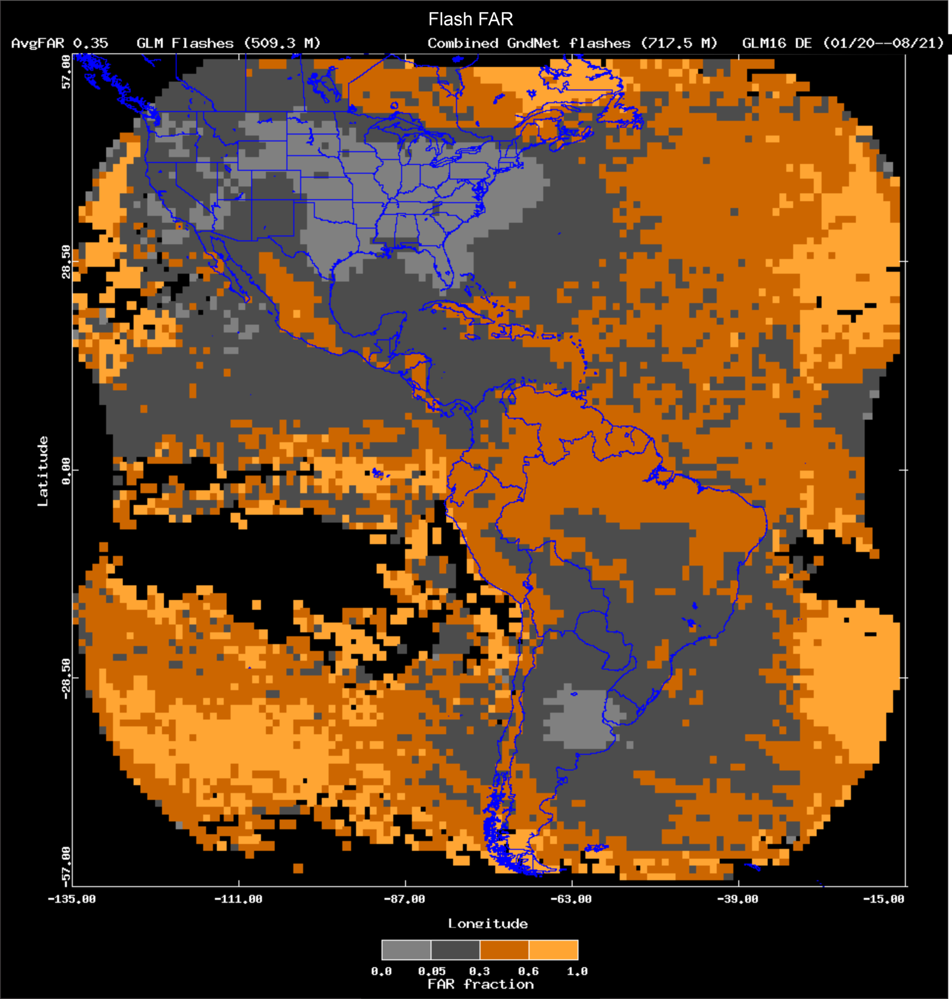 Flash FAR
AvgFAR 0.35 GLM Flashes (509.3 M) Combined GndNet flashes (717.5 M) GLM16 DE (01/20--08/21)
57.00
28.50
0.00
-28.50
-57.00
Latitude
-135.00 -111.00 -87.00 -63.00 -39.00 -15.00
Longitude
0.0 0.05 0.3 0.6 1.0
FAR fraction